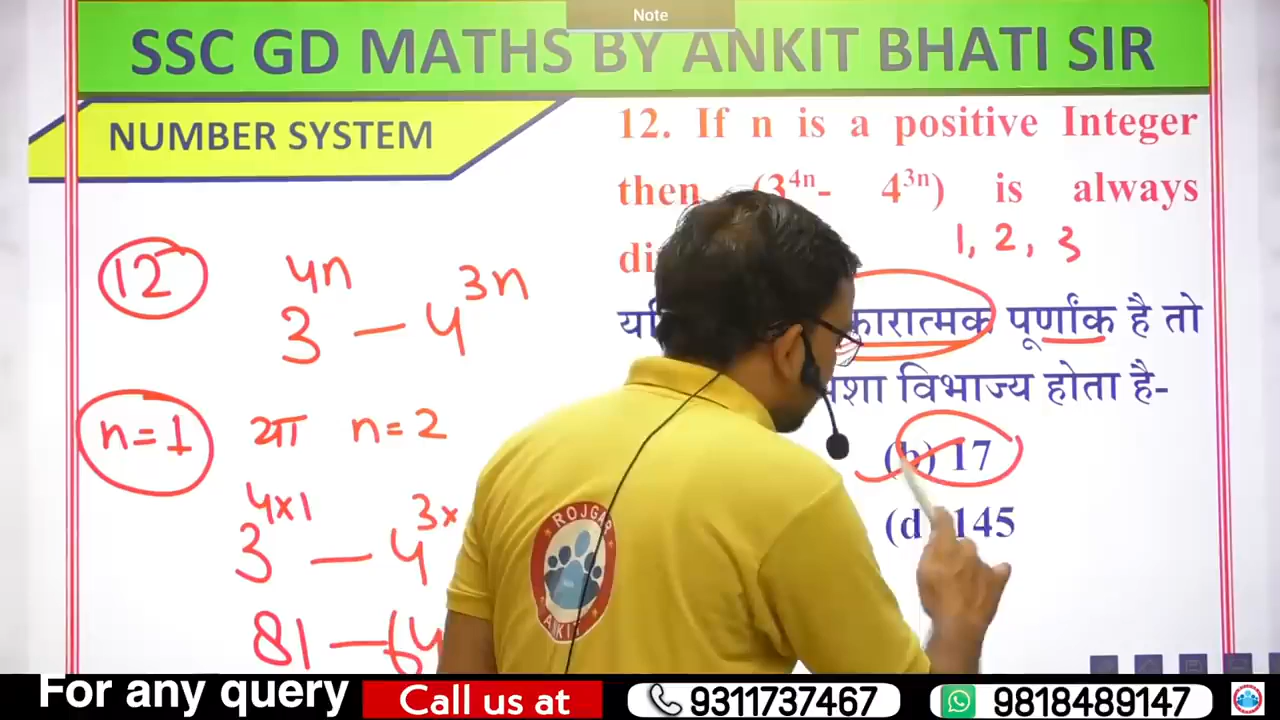 Note
SSC GD MATHS BY ANKIT BHATI SIR
NUMBER SYSTEM
12. If n is a positive Integer
then (3⁴ⁿ- 4³ⁿ) is always
1, 2, 3
पूर्णांक है तो
विभाज्य होता है-
(b) 17
(d) 145
12
3⁴ⁿ – 4³ⁿ
n=1 या n=2
3⁴ˣ¹ – 4³ˣ
81 – 64
ROJGAR
ANKIT
For any query
Call us at
9311737467
9818489147